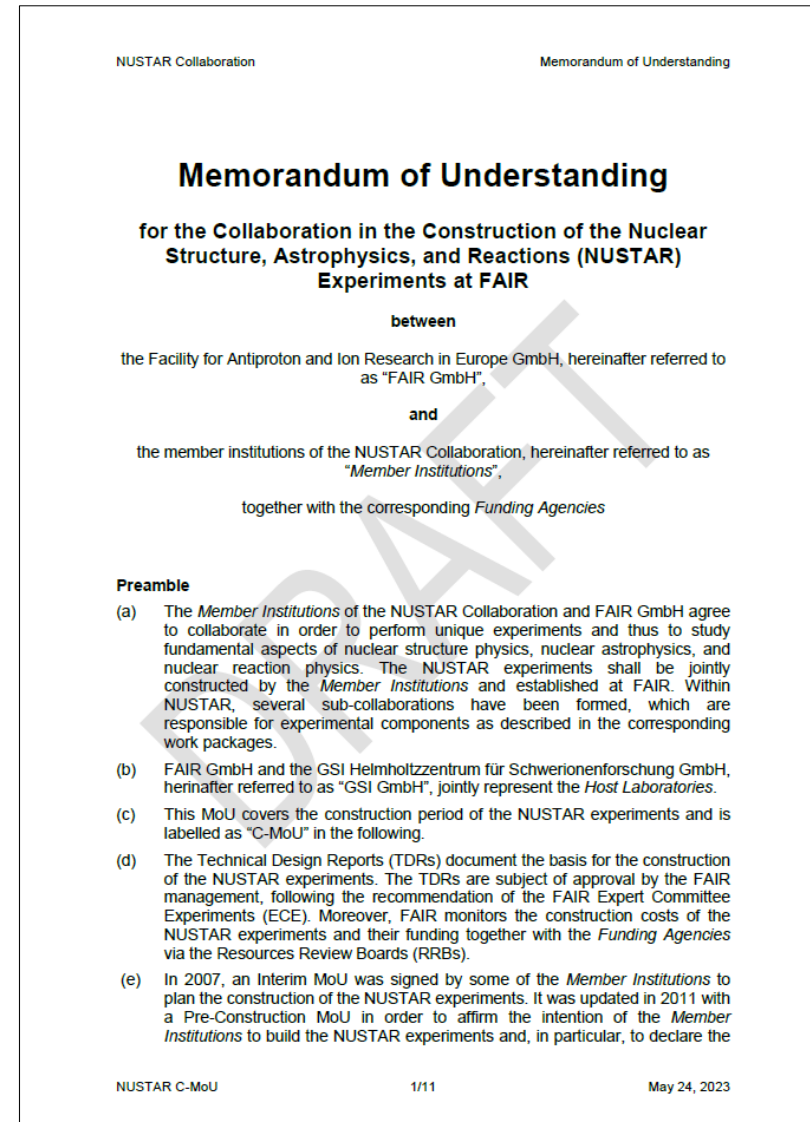 NUSTAR Collaboration Memorandum of Understanding
Memorandum of Understanding
for the Collaboration in the Construction of the Nuclear
Structure, Astrophysics, and Reactions (NUSTAR)
Experiments at FAIR
between
the Facility for Antiproton and Ion Research in Europe GmbH, hereinafter referred to
as “FAIR GmbH”,
and
the member institutions of the NUSTAR Collaboration, hereinafter referred to as
“Member Institutions”,
together with the corresponding Funding Agencies
DRAFT
Preamble
(a) The Member Institutions of the NUSTAR Collaboration and FAIR GmbH agree
to collaborate in order to perform unique experiments and thus to study
fundamental aspects of nuclear structure physics, nuclear astrophysics, and
nuclear reaction physics. The NUSTAR experiments shall be jointly
constructed by the Member Institutions and established at FAIR. Within
NUSTAR, several sub-collaborations have been formed, which are
responsible for experimental components as described in the corresponding
work packages.
(b) FAIR GmbH and the GSI Helmholtzzentrum für Schwerionenforschung GmbH,
herinafter referred to as “GSI GmbH”, jointly represent the Host Laboratories.
(c) This MoU covers the construction period of the NUSTAR experiments and is
labelled as “C-MoU” in the following.
(d) The Technical Design Reports (TDRs) document the basis for the construction
of the NUSTAR experiments. The TDRs are subject of approval by the FAIR
management, following the recommendation of the FAIR Expert Committee
Experiments (ECE). Moreover, FAIR monitors the construction costs of the
NUSTAR experiments and their funding together with the Funding Agencies
via the Resources Review Boards (RRBs).
(e) In 2007, an Interim MoU was signed by some of the Member Institutions to
plan the construction of the NUSTAR experiments. It was updated in 2011 with
a Pre-Construction MoU in order to affirm the intention of the Member
Institutions to build the NUSTAR experiments and, in particular, to declare the
NUSTAR C-MoU 1/11 May 24, 2023